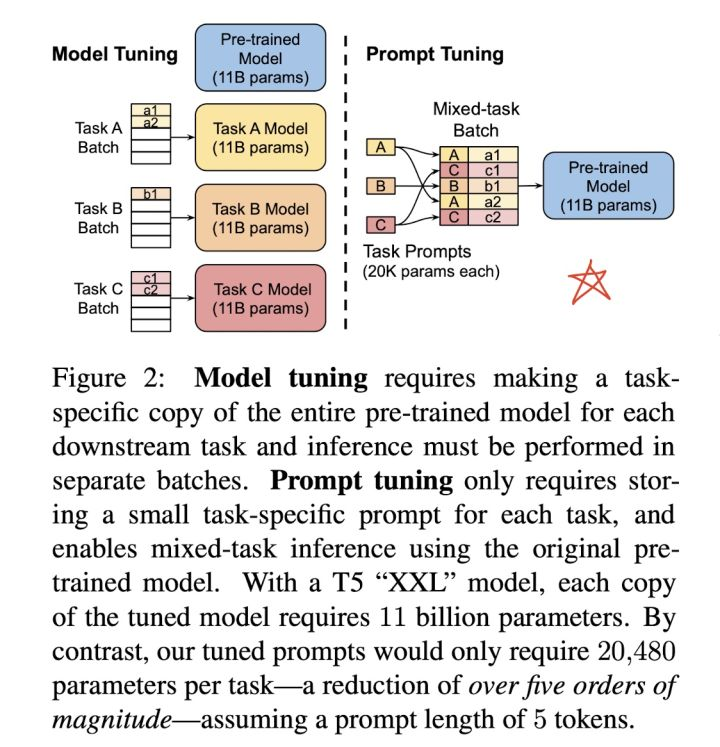 Model Tuning
Pre-trained
Model
(11B params)
Task A
Batch
a1
a2
Task A Model
(11B params)
Task B
Batch
b1
Task B Model
(11B params)
Task C
Batch
c1
c2
Task C Model
(11B params)
Prompt Tuning
Mixed-task
Batch
A
B
C
A a1
C c1
B b1
A a2
C c2
Pre-trained
Model
(11B params)
Task Prompts
(20K params each)
Figure 2: Model tuning requires making a task-
specific copy of the entire pre-trained model for each
downstream task and inference must be performed in
separate batches. Prompt tuning only requires stor-
ing a small task-specific prompt for each task, and
enables mixed-task inference using the original pre-
trained model. With a T5 “XXL” model, each copy
of the tuned model requires 11 billion parameters. By
contrast, our tuned prompts would only require 20,480
parameters per task—a reduction of over five orders of
magnitude—assuming a prompt length of 5 tokens.